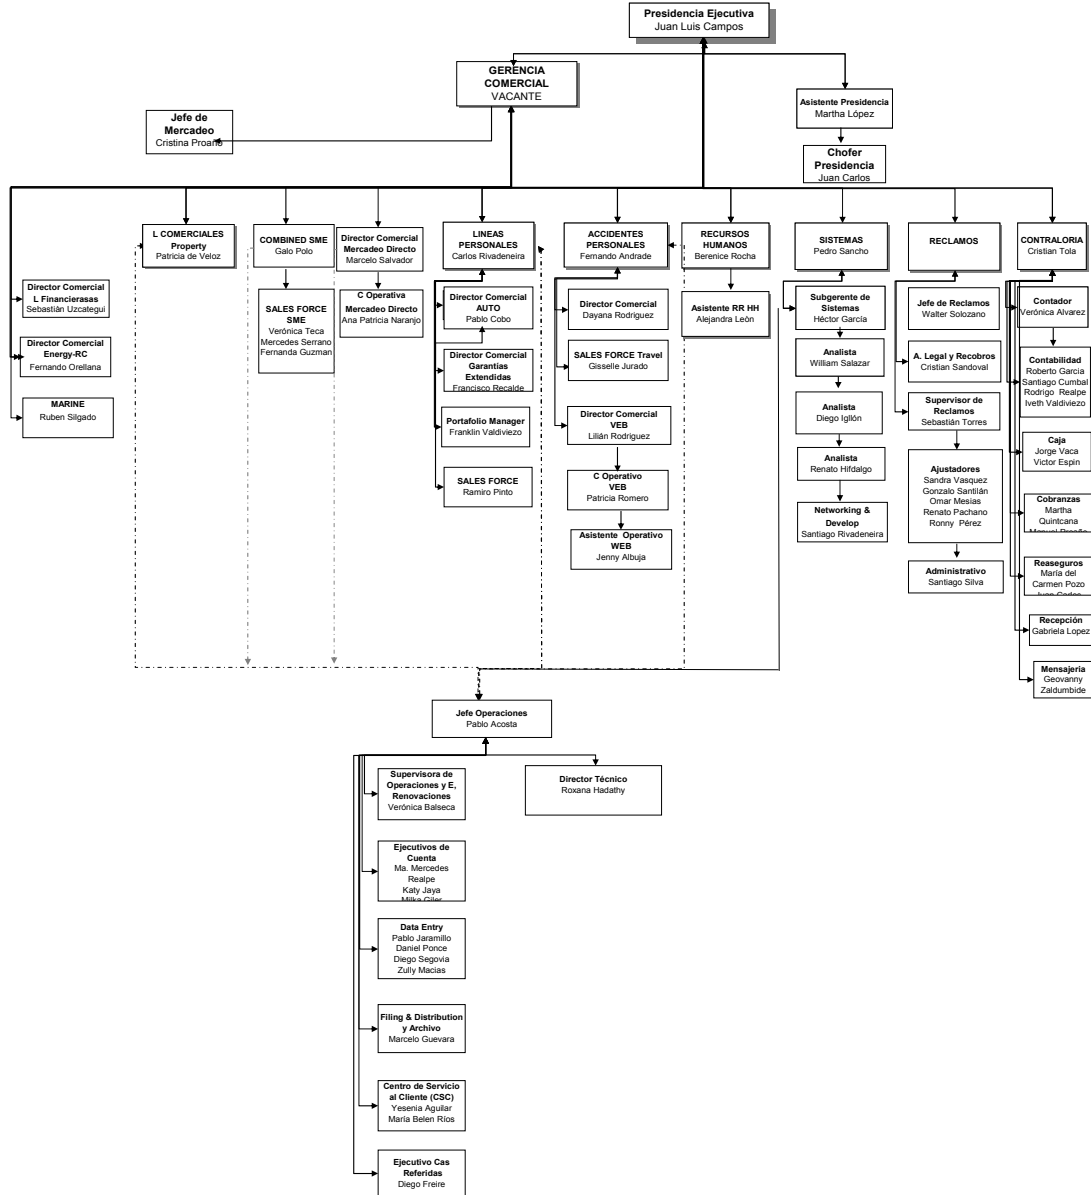 Presidencia Ejecutiva
Juan Luis Campos
GERENCIA
COMERCIAL
VACANTE
Asistente Presidencia
Martha López
Jefe de
Mercadeo
Cristina Proaño
Chofer
Presidencia
Juan Carlos
L COMERCIALES
Property
Patricia de Veloz
COMBINED SME
Galo Polo
Director Comercial
Mercadeo Directo
Marcelo Salvador
LINEAS
PERSONALES
Carlos Rivadeneira
ACCIDENTES
PERSONALES
Fernando Andrade
RECURSOS
HUMANOS
Berenice Rocha
SISTEMAS
Pedro Sancho
RECLAMOS
CONTRALORIA
Cristian Tola
Director Comercial
L Financierasas
Sebastián Uzcategui
Director Comercial
Energy-RC
Fernando Orellana
MARINE
Ruben Silgado
SALES FORCE
SME
Verónica Teca
Mercedes Serrano
Fernanda Guzman
C Operativa
Mercadeo Directo
Ana Patricia Naranjo
Director Comercial
AUTO
Pablo Cobo
Director Comercial
Garantías
Extendidas
Francisco Recalde
Portafolio Manager
Franklin Valdiviezo
SALES FORCE
Ramiro Pinto
Director Comercial
Dayana Rodríguez
SALES FORCE Travel
Gisselle Jurado
Director Comercial
VEB
Lilián Rodríguez
C Operativo
VEB
Patricia Romero
Asistente Operativo
WEB
Jenny Albuja
Asistente RR HH
Alejandra León
Subgerente de
Sistemas
Héctor García
Analista
William Salazar
Analista
Diego Igllón
Analista
Renato Hifdalgo
Networking &
Develop
Santiago Rivadeneira
Jefe de Reclamos
Walter Solozano
A. Legal y Recobros
Cristian Sandoval
Supervisor de
Reclamos
Sebastián Torres
Ajustadores
Sandra Vasquez
Gonzalo Santilán
Omar Mesias
Renato Pachano
Ronny Pérez
Administrativo
Santiago Silva
Contador
Verónica Alvarez
Contabilidad
Roberto Garcia
Santiago Cumbal
Rodrigo Realpe
Iveth Valdiviezo
Caja
Jorge Vaca
Victor Espin
Cobranzas
Martha
Quintcana
Reaseguros
María del
Carmen Pozo
Juan Carlos
Recepción
Gabriela Lopez
Mensajeria
Geovanny
Zaldumbide
Jefe Operaciones
Pablo Acosta
Supervisora de
Operaciones y E,
Renovaciones
Verónica Balseca
Director Técnico
Roxana Hadathy
Ejecutivos de
Cuenta
Ma. Mercedes
Realpe
Katy Jaya
Milka Giler
Data Entry
Pablo Jaramillo
Daniel Ponce
Diego Segovia
Zully Macias
Filing & Distribution
y Archivo
Marcelo Guevara
Centro de Servicio
al Cliente (CSC)
Yesenia Aguilar
María Belen Ríos
Ejecutivo Cas
Referidas
Diego Freire